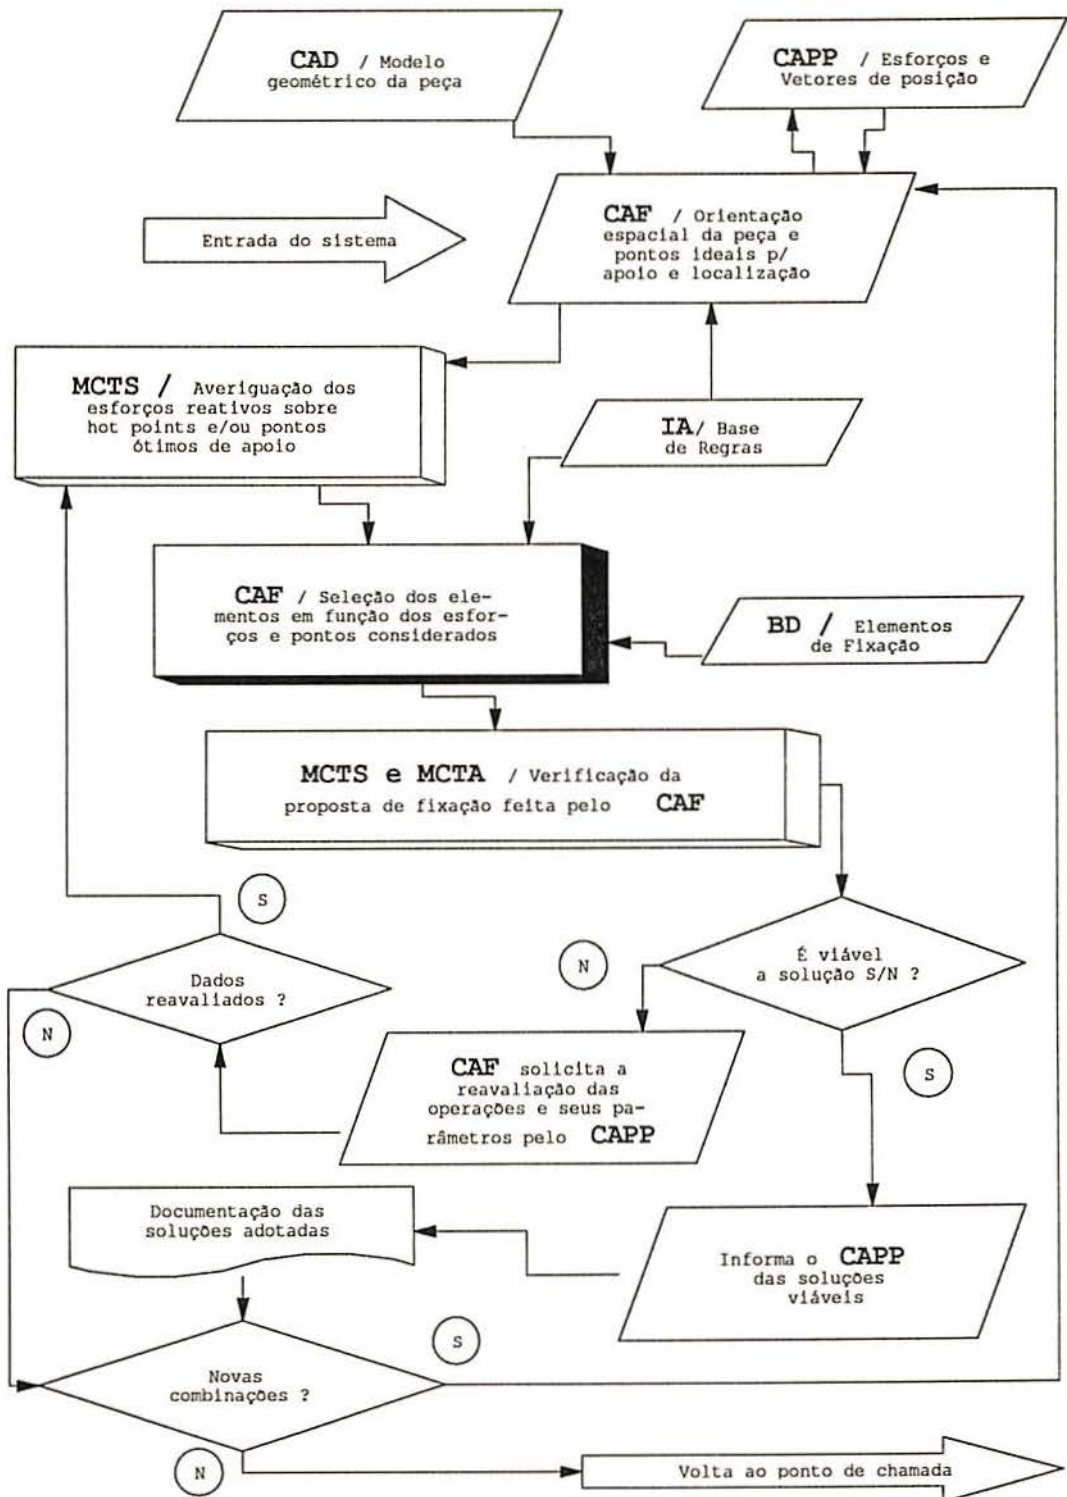 CAD / Modelo
geométrico da peça
CAPP / Esforços e
Vetores de posição
Entrada do sistema
CAF / Orientação
espacial da peça e
pontos ideais p/
apoio e localização
MCTS / Averiguação dos
esforços reativos sobre
hot points e/ou pontos
ótimos de apoio
IA/ Base
de Regras
CAF / Seleção dos ele-
mentos em função dos esfor-
ços e pontos considerados
BD / Elementos
de Fixação
MCTS e MCTA / Verificação da
proposta de fixação feita pelo CAF
S
Dados
reavaliados ?
N
N
É viável
a solução S/N ?
S
CAF solicita a
reavaliação das
operações e seus pa-
râmetros pelo CAPP
Documentação das
soluções adotadas
Informa o CAPP
das soluções
viáveis
S
Novas
combinações ?
N
Volta ao ponto de chamada